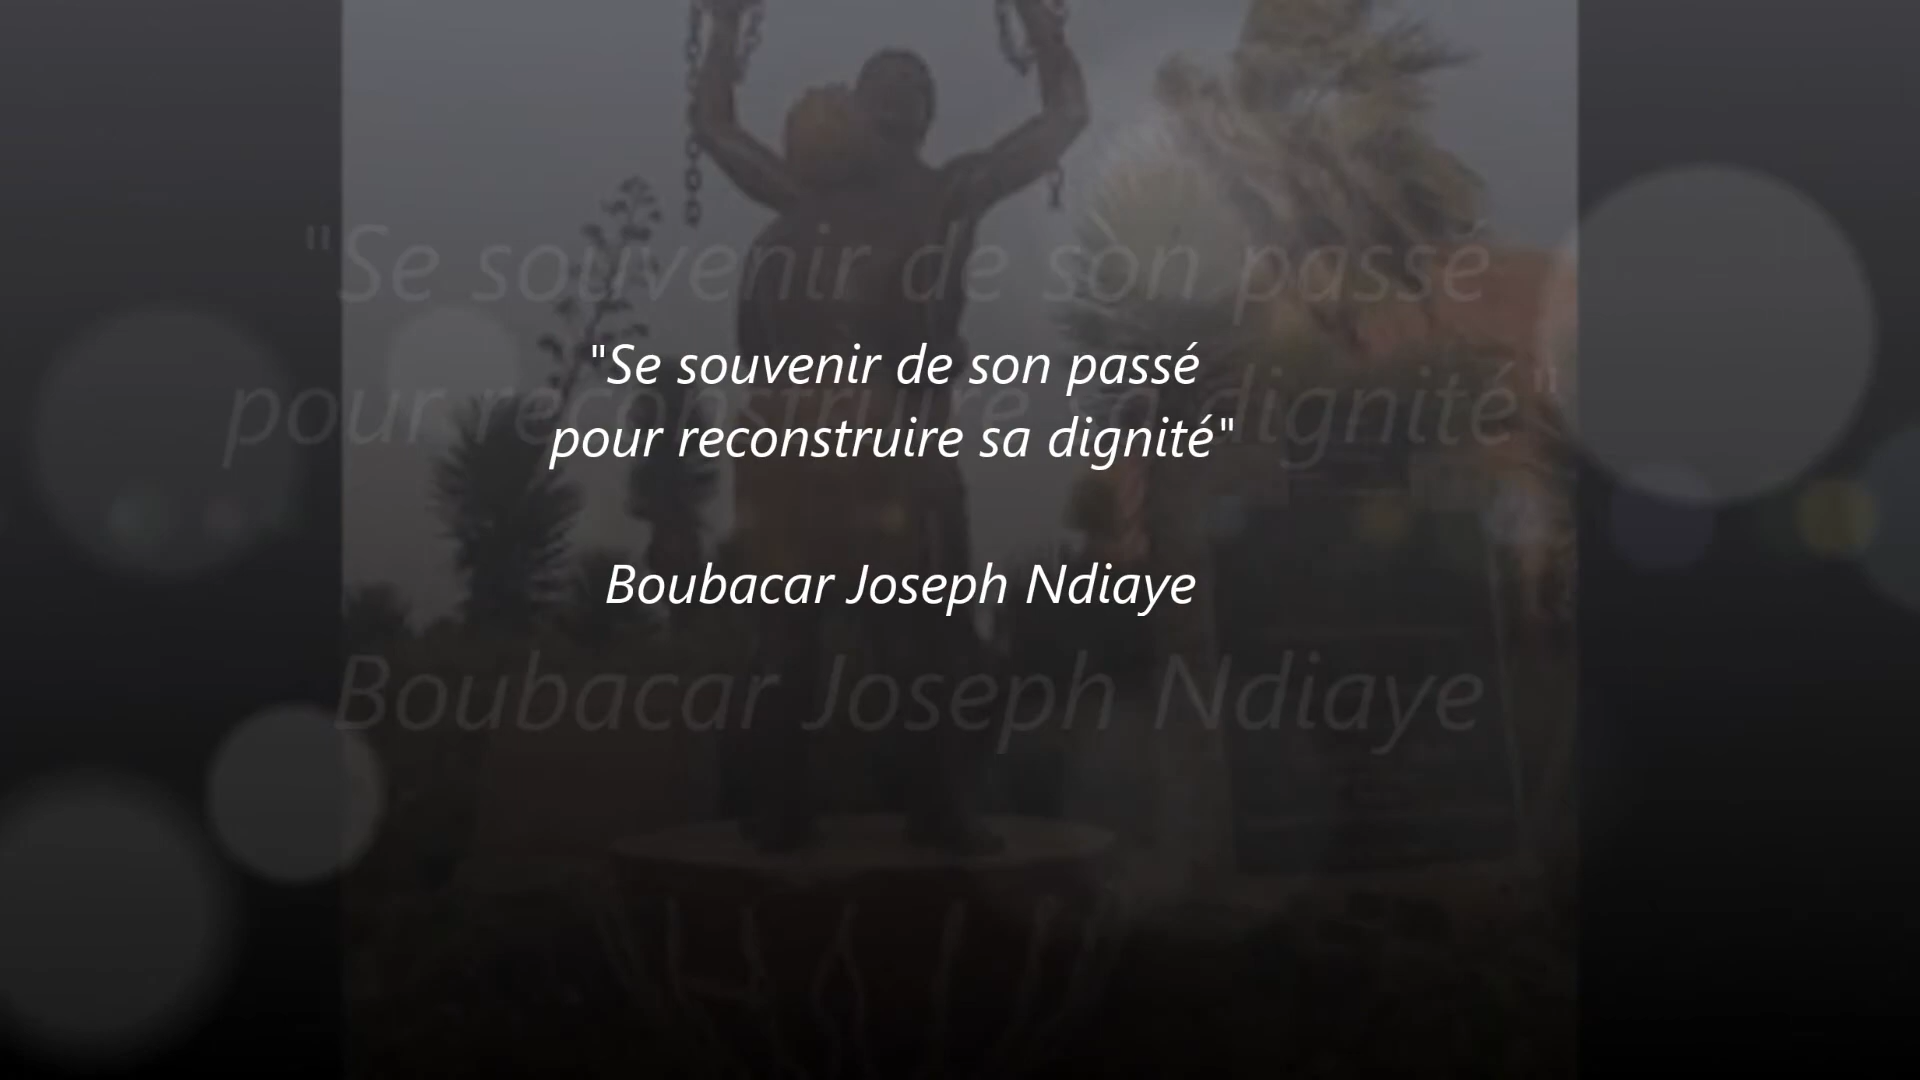 "Se souvenir de son passé
pour reconstruire sa dignité"
Boubacar Joseph Ndiaye